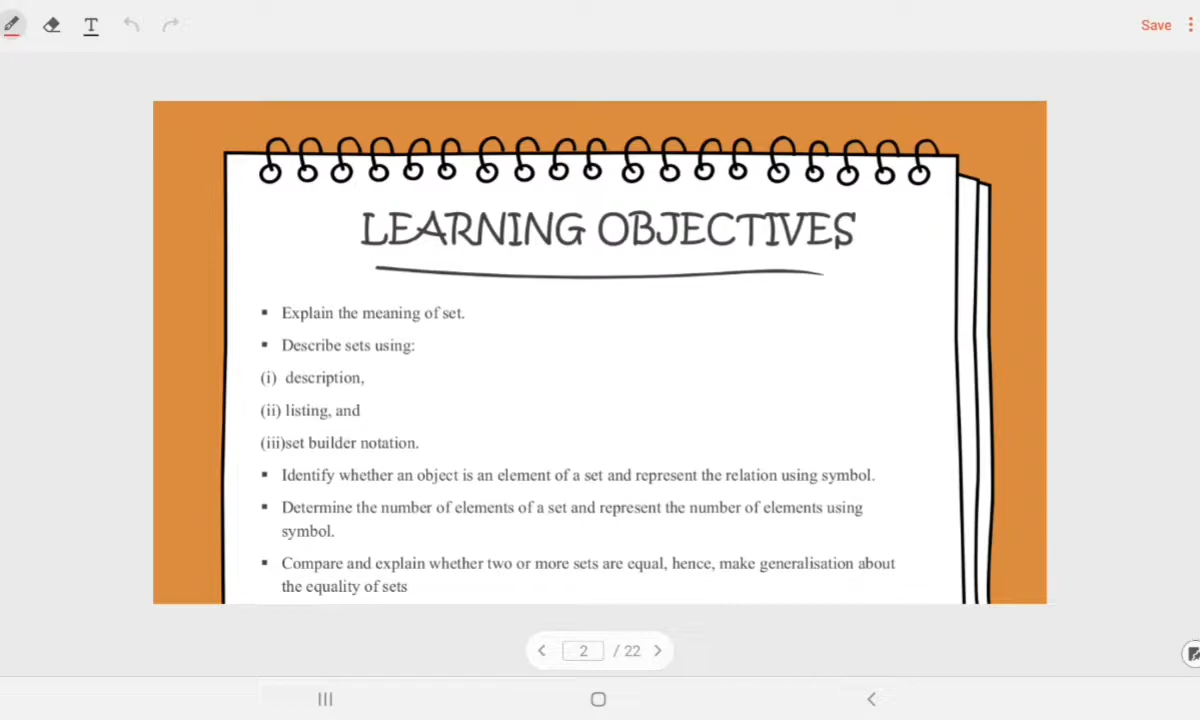 T
Save
LEARNING OBJECTIVES
▪ Explain the meaning of set.
▪ Describe sets using:
(i) description,
(ii) listing, and
(iii)set builder notation.
▪ Identify whether an object is an element of a set and represent the relation using symbol.
▪ Determine the number of elements of a set and represent the number of elements using
symbol.
▪ Compare and explain whether two or more sets are equal, hence, make generalisation about
the equality of sets
2 / 22